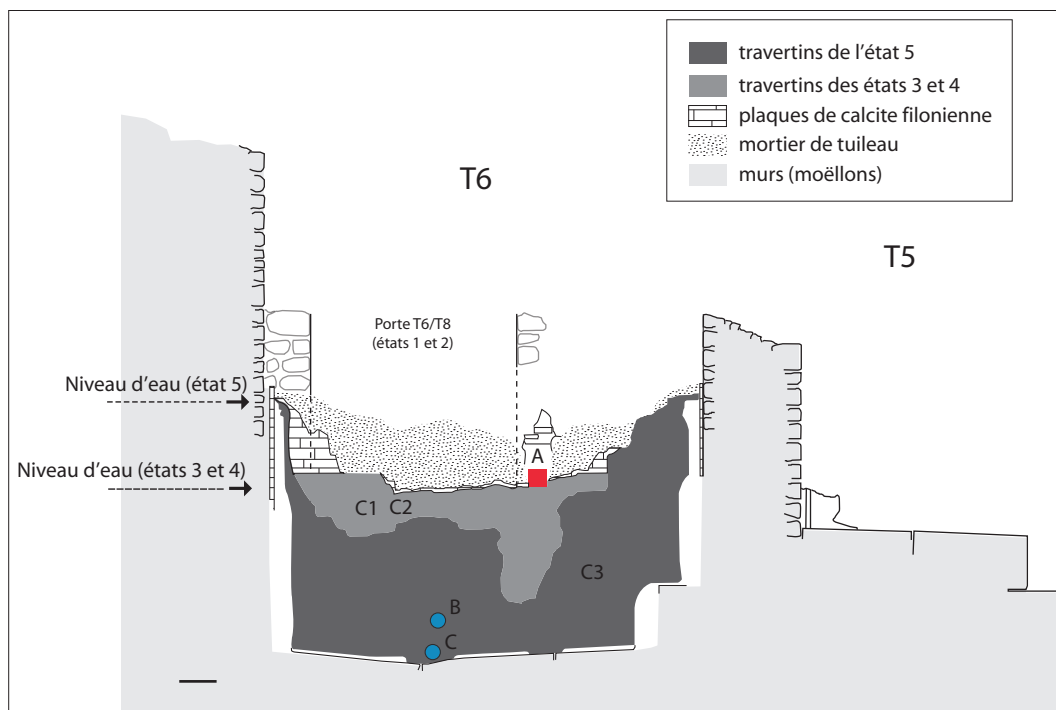 travertins de l'état 5
travertins des états 3 et 4
plaques de calcite filonienne
mortier de tuileau
murs (moëllons)
T6
T5
Porte T6/T8
(états 1 et 2)
Niveau d'eau (état 5)
Niveau d'eau (états 3 et 4)
A
C1
C2
C3
B
C